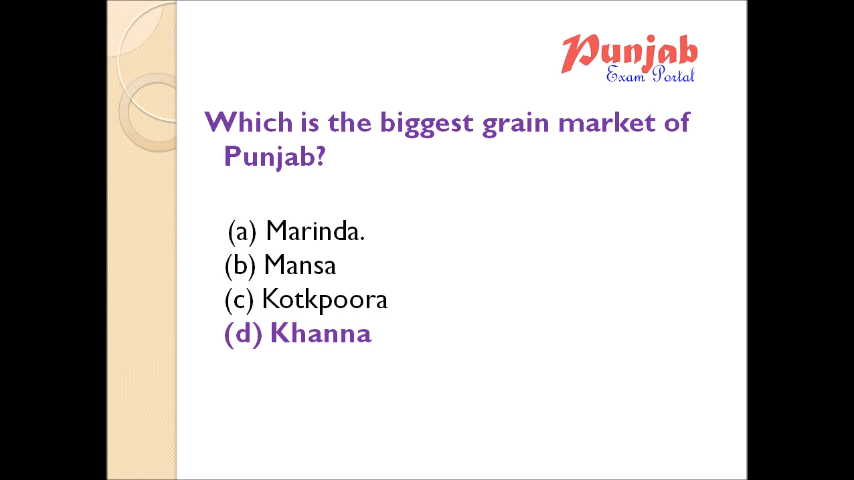 Punjab
Exam Portal
Which is the biggest grain market of
Punjab?
(a) Marinda.
(b) Mansa
(c) Kotkpoora
(d) Khanna